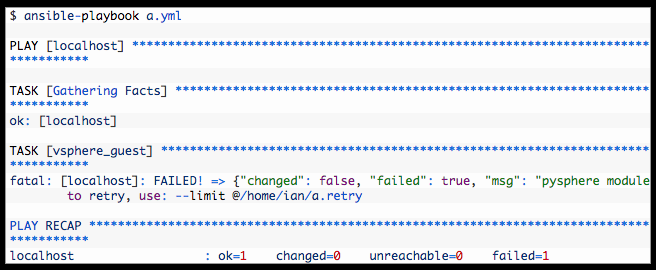 $ ansible-playbook a.yml
PLAY [localhost] *************************************************************************
***********
TASK [Gathering Facts] *******************************************************************
***********
ok: [localhost]
TASK [vsphere_guest] *********************************************************************
***********
fatal: [localhost]: FAILED! => {"changed": false, "failed": true, "msg": "pysphere module
to retry, use: --limit @/home/ian/a.retry
PLAY RECAP *******************************************************************************
***********
localhost : ok=1 changed=0 unreachable=0 failed=1